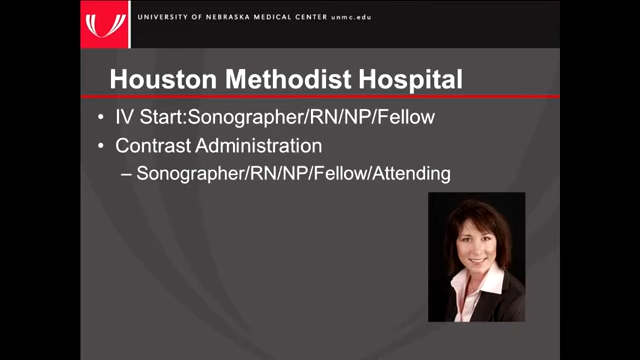 UNIVERSITY OF NEBRASKA MEDICAL CENTER unmc.edu
Houston Methodist Hospital
• IV Start:Sonographer/RN/NP/Fellow
• Contrast Administration
– Sonographer/RN/NP/Fellow/Attending